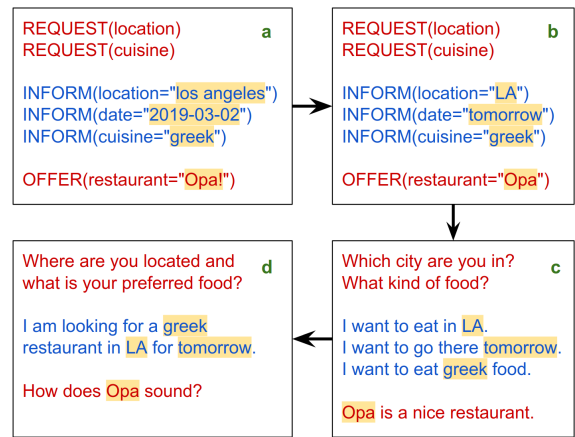 a
REQUEST(location)
REQUEST(cuisine)
INFORM(location="los angeles")
INFORM(date="2019-03-02")
INFORM(cuisine="greek")
OFFER(restaurant="Opa!")
b
REQUEST(location)
REQUEST(cuisine)
INFORM(location="LA")
INFORM(date="tomorrow")
INFORM(cuisine="greek")
OFFER(restaurant="Opa")
c
Which city are you in?
What kind of food?
I want to eat in LA.
I want to go there tomorrow.
I want to eat greek food.
Opa is a nice restaurant.
d
Where are you located and
what is your preferred food?
I am looking for a greek
restaurant in LA for tomorrow.
How does Opa sound?